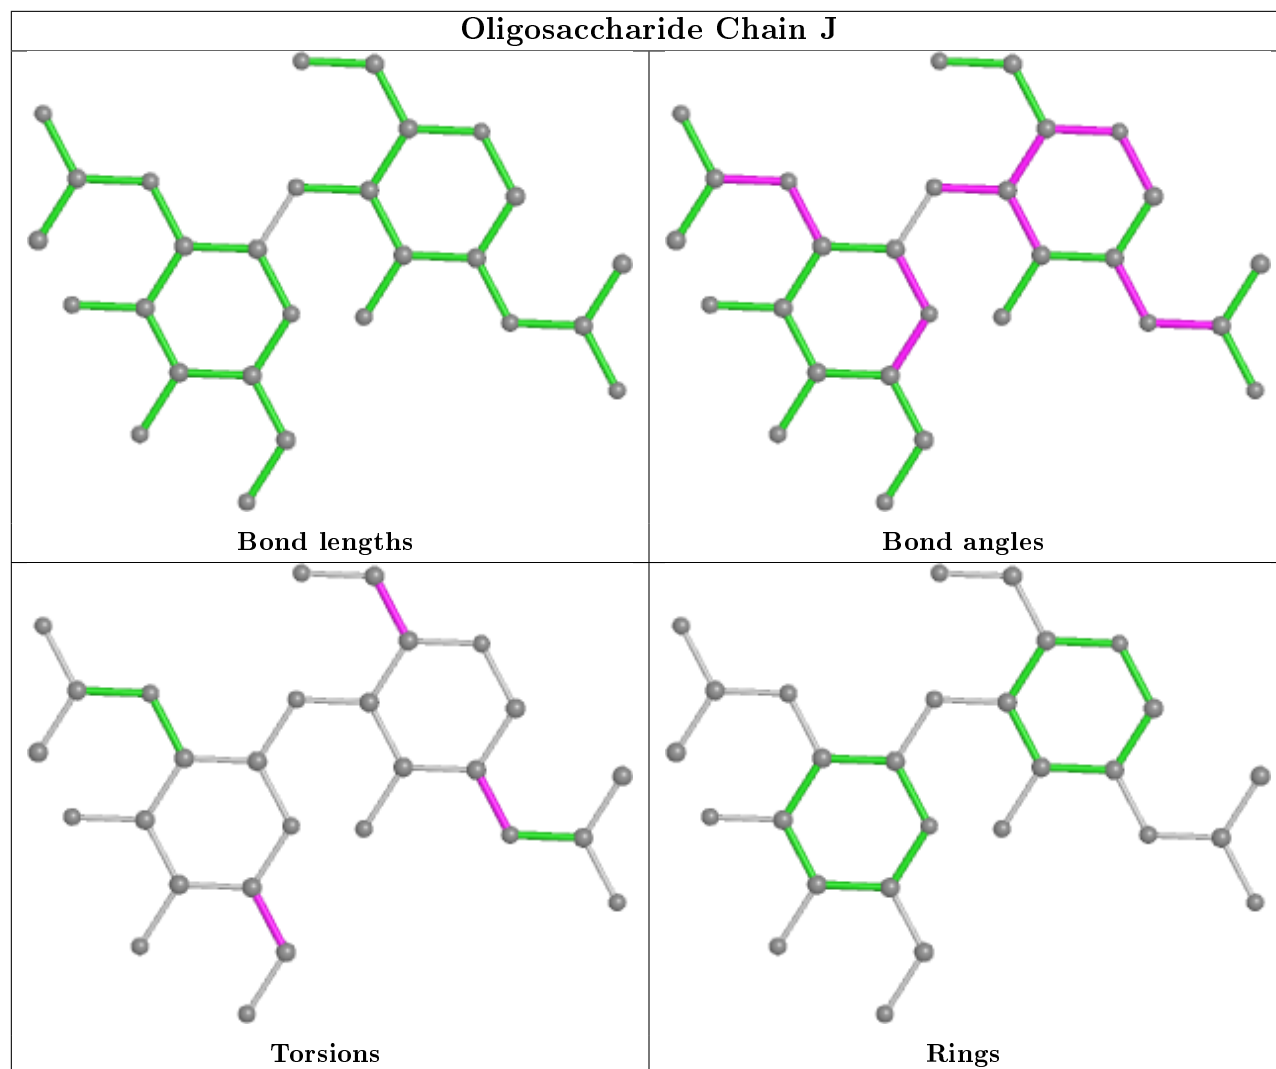 Oligosaccharide Chain J
Bond lengths
Bond angles
Torsions
Rings